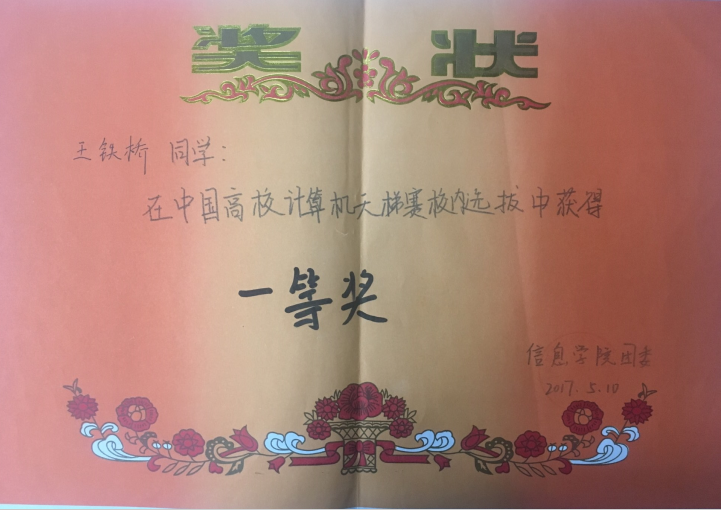 奖 状
王铁桥 同学：
在中国高校计算机天梯赛校内选拔中获得
一等奖
信息学院团委
2017.5.10